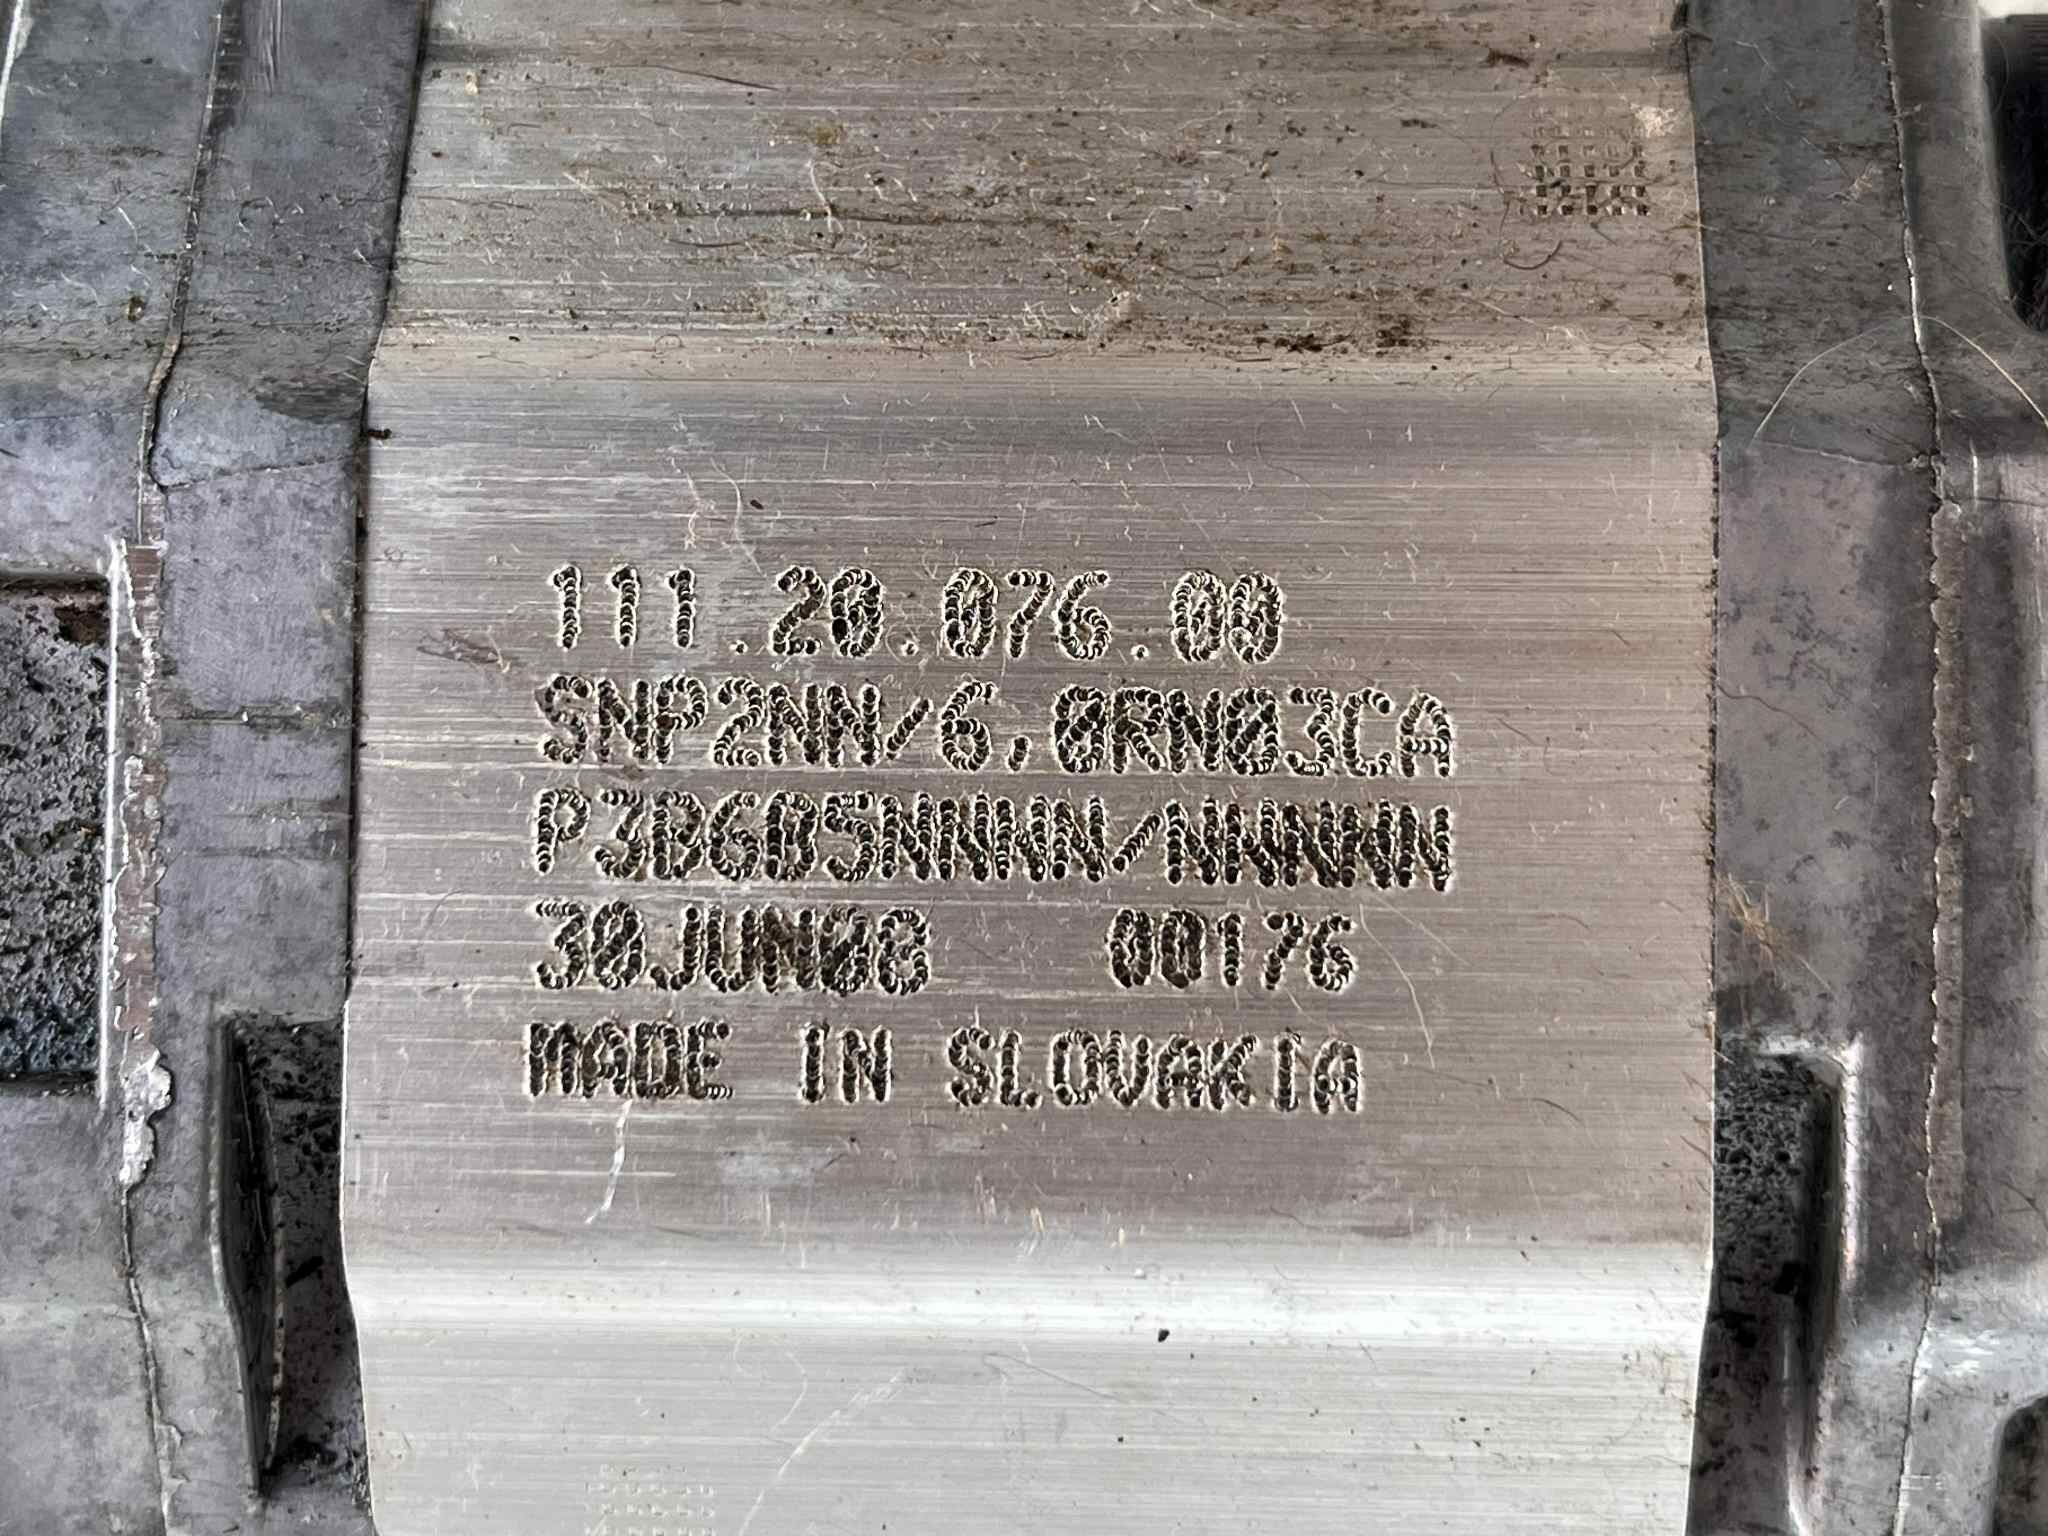 111.20.076.00
SNP2NN/6,0RN03CA
P3B6B5NNNN/NNNNN
30JUN08 00176
MADE IN SLOVAKIA